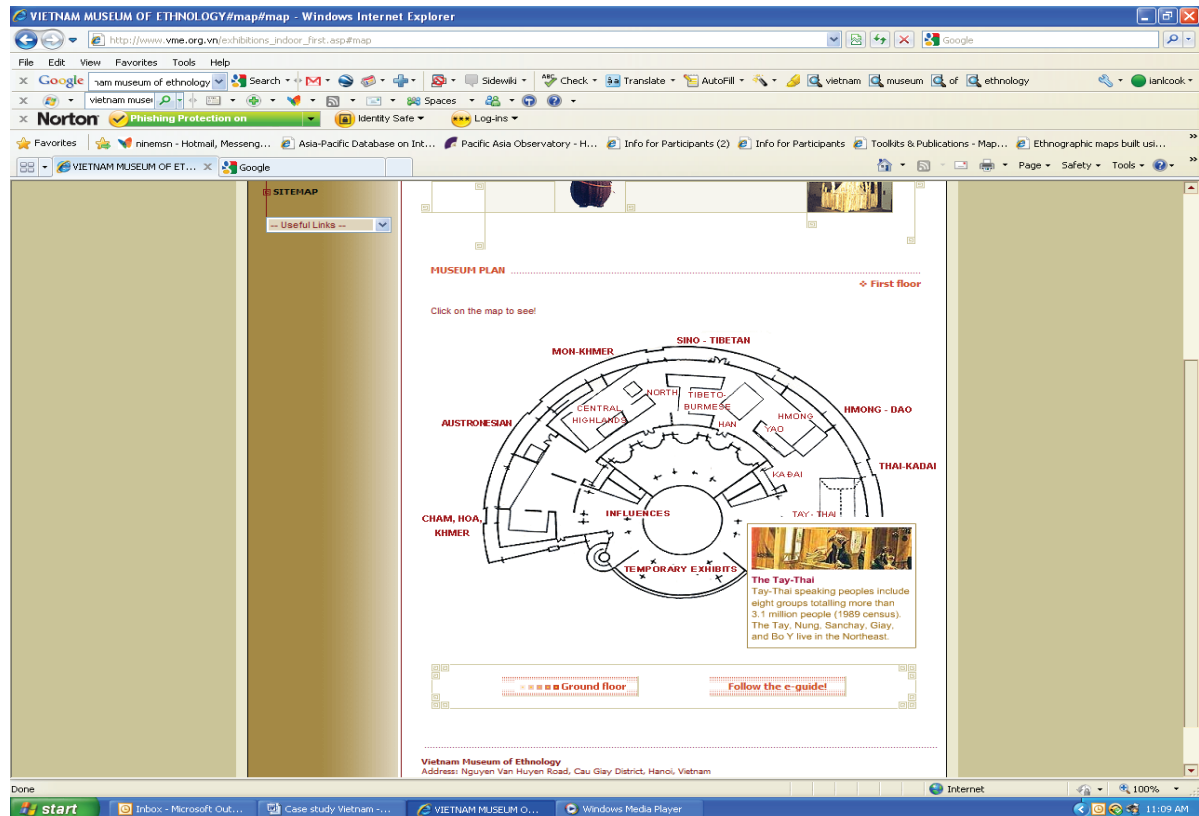 VIETNAM MUSEUM OF ETHNOLOGY#map#map - Windows Internet Explorer
http://www.vme.org.vn/exhibitions_indoor_first.asp#map
Google
File Edit View Favorites Tools Help
x Google nam museum of ethnology Search Sidewiki Check Translate AutoFill vietnam museum of ethnology ianlcook
x vietnam musei Spaces
x Norton Phishing Protection on Identity Safe Log-ins
Favorites ninemsn - Hotmail, Messeng... Asia-Pacific Database on Int... Pacific Asia Observatory - H... Info for Participants (2) Info for Participants Toolkits & Publications - Map... Ethnographic maps built usi...
VIETNAM MUSEUM OF ET... x Google Page Safety Tools
SITEMAP
-- Useful Links --
MUSEUM PLAN
First floor
Click on the map to see!
SINO - TIBETAN
MON-KHMER
NORTH
TIBETO-
BURMESE
CENTRAL
HIGHLANDS
HAN
HMONG
YAO
HMONG - DAO
AUSTRONESIAN
THAI-KADAI
KA ĐAI
INFLUENCES
TAY - THAI
CHAM, HOA,
KHMER
TEMPORARY EXHIBITS
The Tay-Thai
Tay-Thai speaking peoples include
eight groups totalling more than
3.1 million people (1989 census).
The Tay, Nung, Sanchay, Giay,
and Bo Y live in the Northeast.
Ground floor
Follow the e-guide!
Vietnam Museum of Ethnology
Address: Nguyen Van Huyen Road, Cau Giay District, Hanoi, Vietnam
Done Internet 100%
start Inbox - Microsoft Out... Case study Vietnam -... VIETNAM MUSEUM O... Windows Media Player 11:09 AM